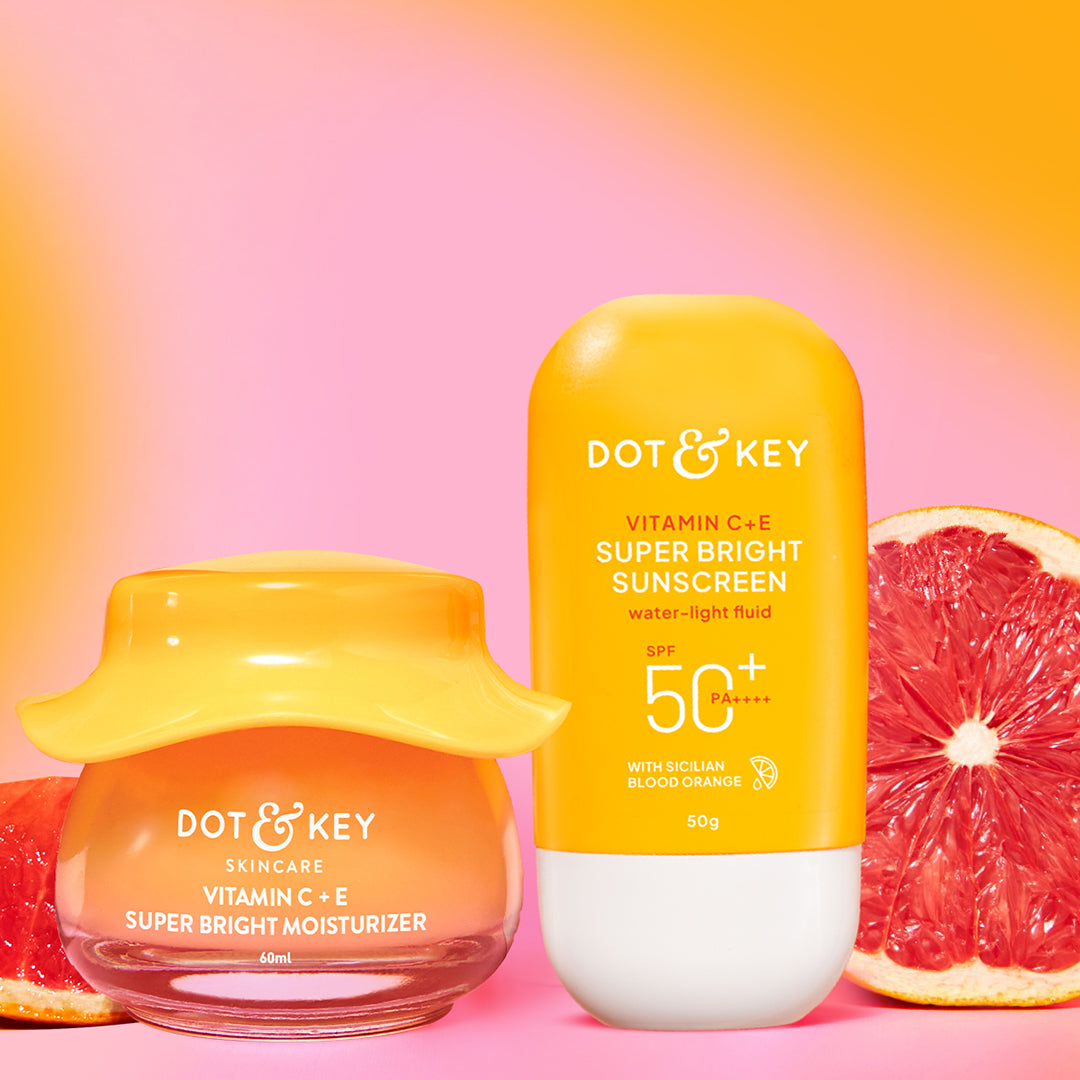 DOT & KEY
VITAMIN C+E
SUPER BRIGHT
SUNSCREEN
water-light fluid
SPF
50+
PA++++
WITH SICILIAN
BLOOD ORANGE
50g
DOT & KEY
SKINCARE
VITAMIN C + E
SUPER BRIGHT MOISTURIZER
60ml